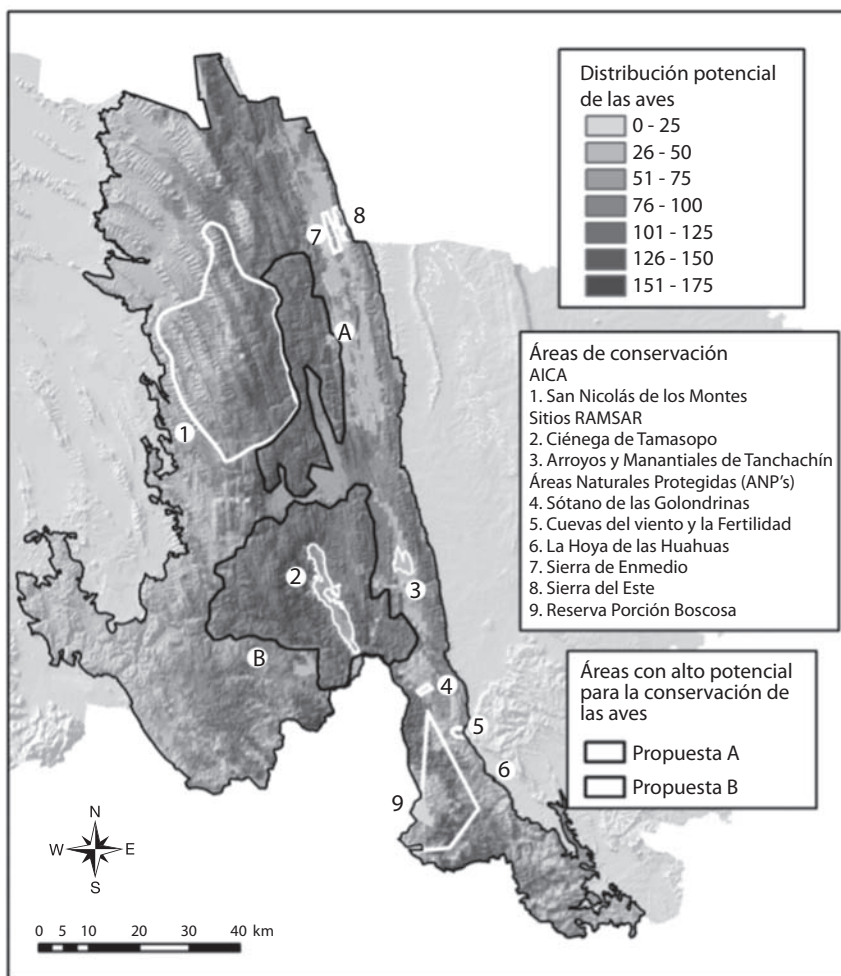 Distribución potencial
de las aves
0 - 25
26 - 50
51 - 75
76 - 100
101 - 125
126 - 150
151 - 175
8
7
A
Áreas de conservación
AICA
1. San Nicolás de los Montes
Sitios RAMSAR
2. Ciénega de Tamasopo
3. Arroyos y Manantiales de Tanchachín
Áreas Naturales Protegidas (ANP's)
4. Sótano de las Golondrinas
5. Cuevas del viento y la Fertilidad
6. La Hoya de las Huahuas
7. Sierra de Enmedio
8. Sierra del Este
9. Reserva Porción Boscosa
1
2
3
B
4
5
6
9
Áreas con alto potencial
para la conservación de
las aves
Propuesta A
Propuesta B
N
W E
S
0 5 10 20 30 40 km